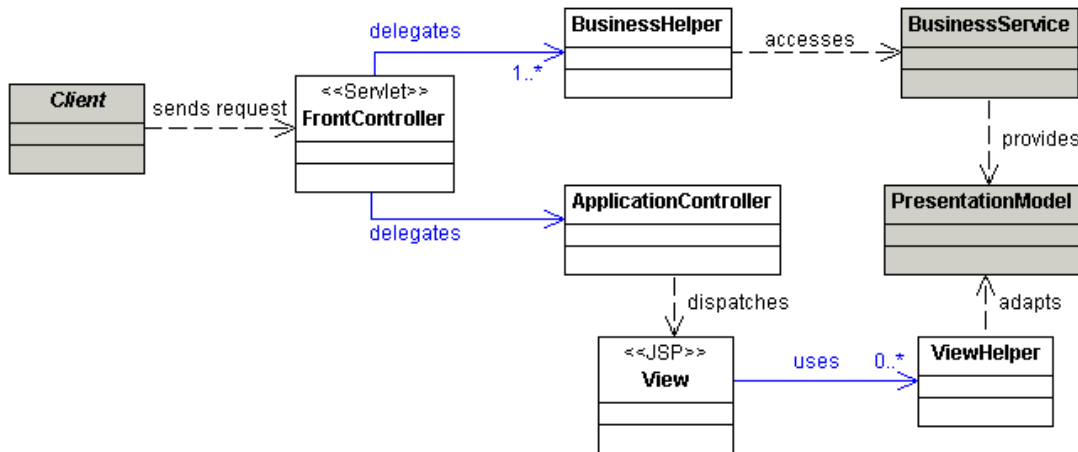 delegates
BusinessHelper
accesses
BusinessService
1..*
<<Servlet>>
FrontController
Client
sends request
provides
delegates
ApplicationController
PresentationModel
dispatches
adapts
<<JSP>>
View
uses
0..*
ViewHelper